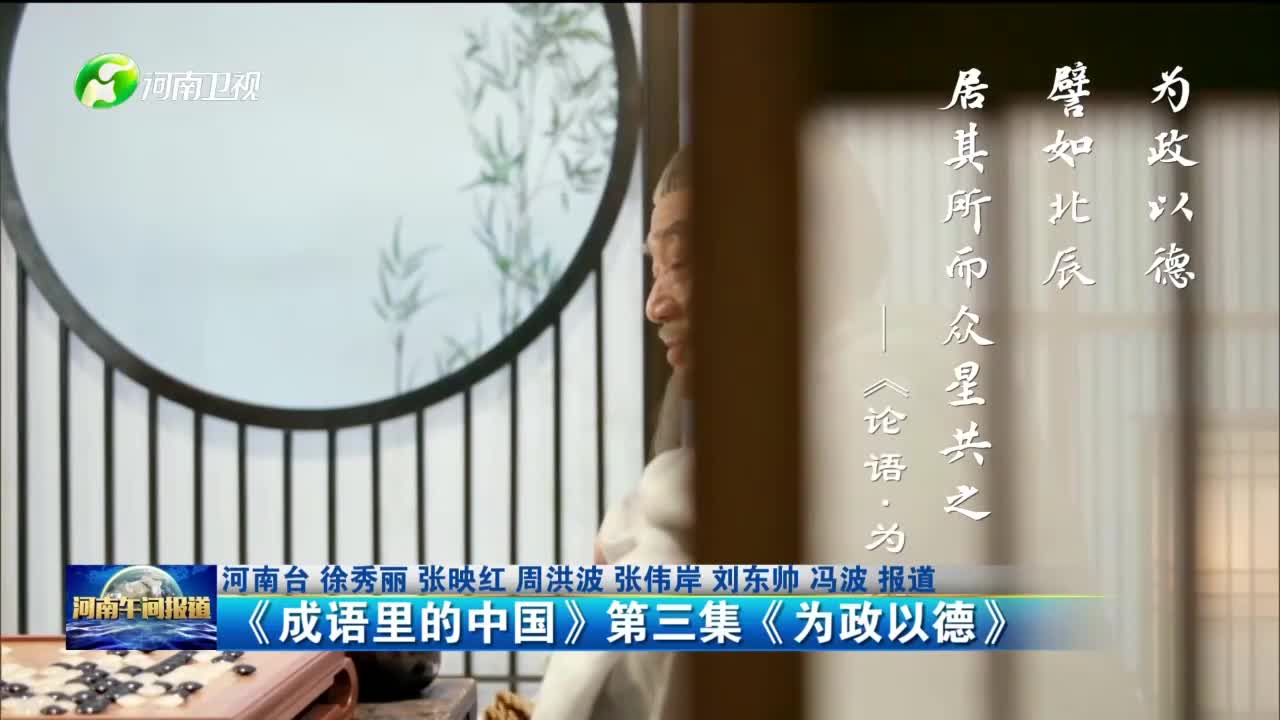 河南卫视
为政以德
譬如北辰
居其所而众星共之
——《论语·为
河南午间报道
河南台 徐秀丽 张映红 周洪波 张伟岸 刘东帅 冯波 报道
《成语里的中国》第三集《为政以德》